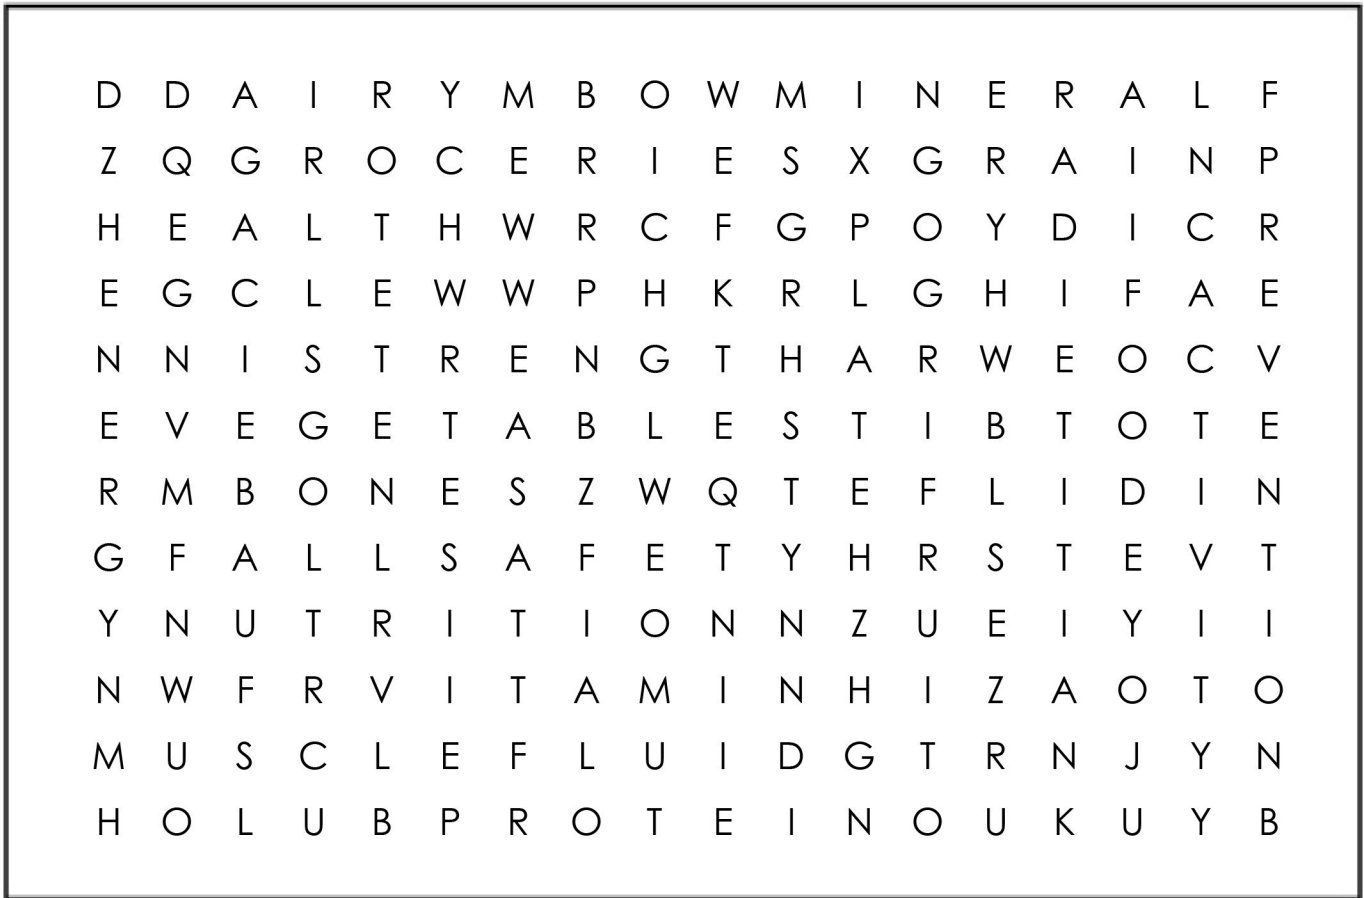 D D A I R Y M B O W M I N E R A L F
Z Q G R O C E R I E S X G R A I N P
H E A L T H W R C F G P O Y D I C R
E G C L E W W P H K R L G H I F A E
N N I S T R E N G T H A R W E O C V
E V E G E T A B L E S T I B T O T E
R M B O N E S Z W Q T E F L I D I N
G F A L L S A F E T Y H R S T E V T
Y N U T R I T I O N N Z U E I Y I I
N W F R V I T A M I N H I Z A O T O
M U S C L E F L U I D G T R N J Y N
H O L U B P R O T E I N O U K U Y B